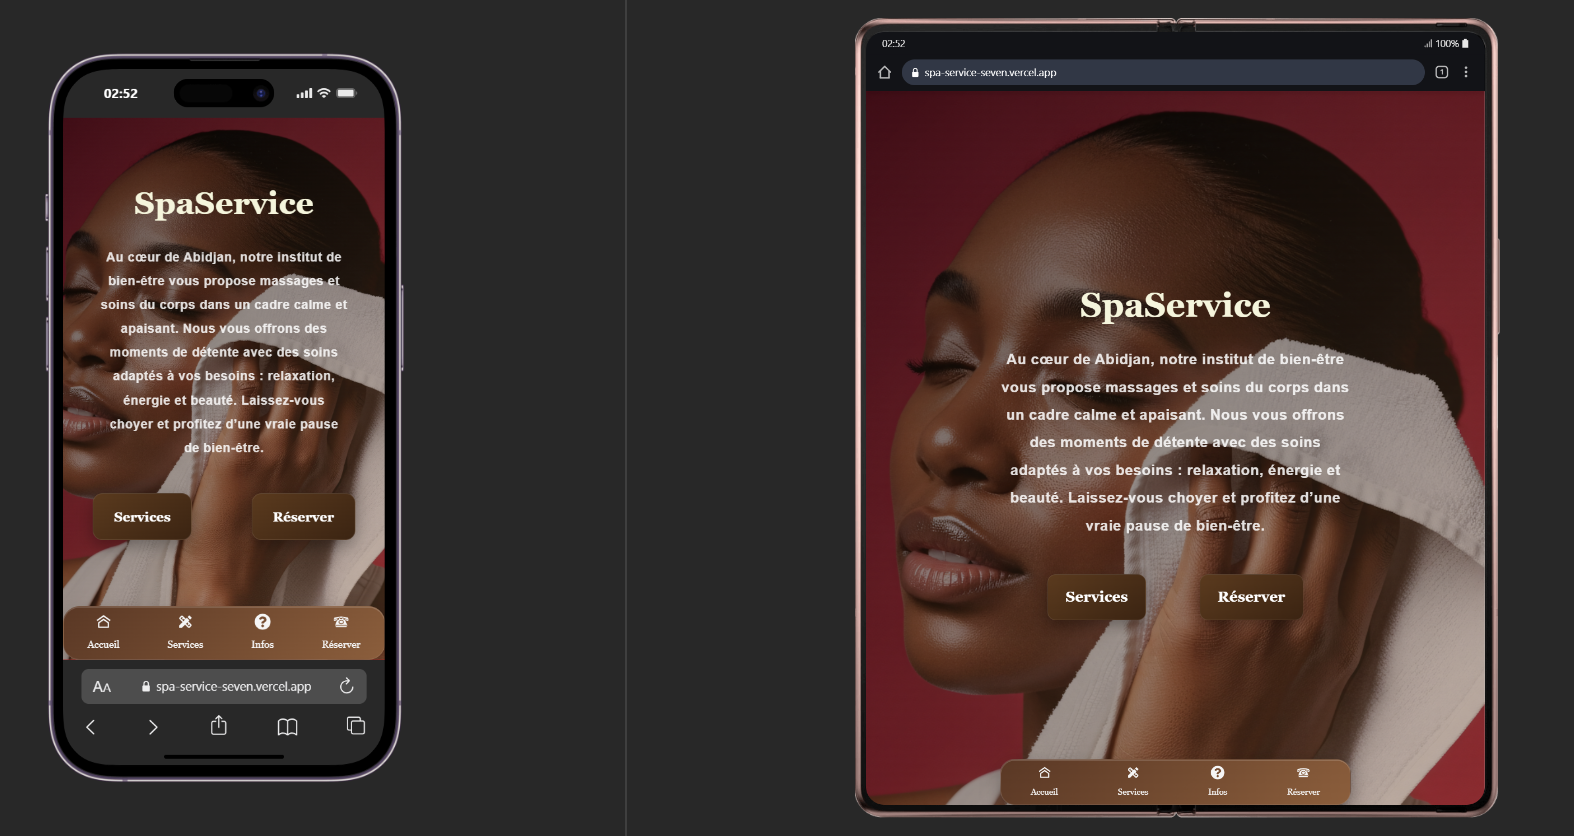 02:52
SpaService
Au cœur de Abidjan, notre institut de
bien-être vous propose massages et
soins du corps dans un cadre calme et
apaisant. Nous vous offrons des
moments de détente avec des soins
adaptés à vos besoins : relaxation,
énergie et beauté. Laissez-vous
choyer et profitez d'une vraie pause
de bien-être.
Services Réserver
Accueil Services Infos Réserver
AA spa-service-seven.vercel.app
02:52 100%
spa-service-seven.vercel.app 1
SpaService
Au cœur de Abidjan, notre institut de bien-être
vous propose massages et soins du corps dans
un cadre calme et apaisant. Nous vous offrons
des moments de détente avec des soins
adaptés à vos besoins : relaxation, énergie et
beauté. Laissez-vous choyer et profitez d'une
vraie pause de bien-être.
Services Réserver
Accueil Services Infos Réserver